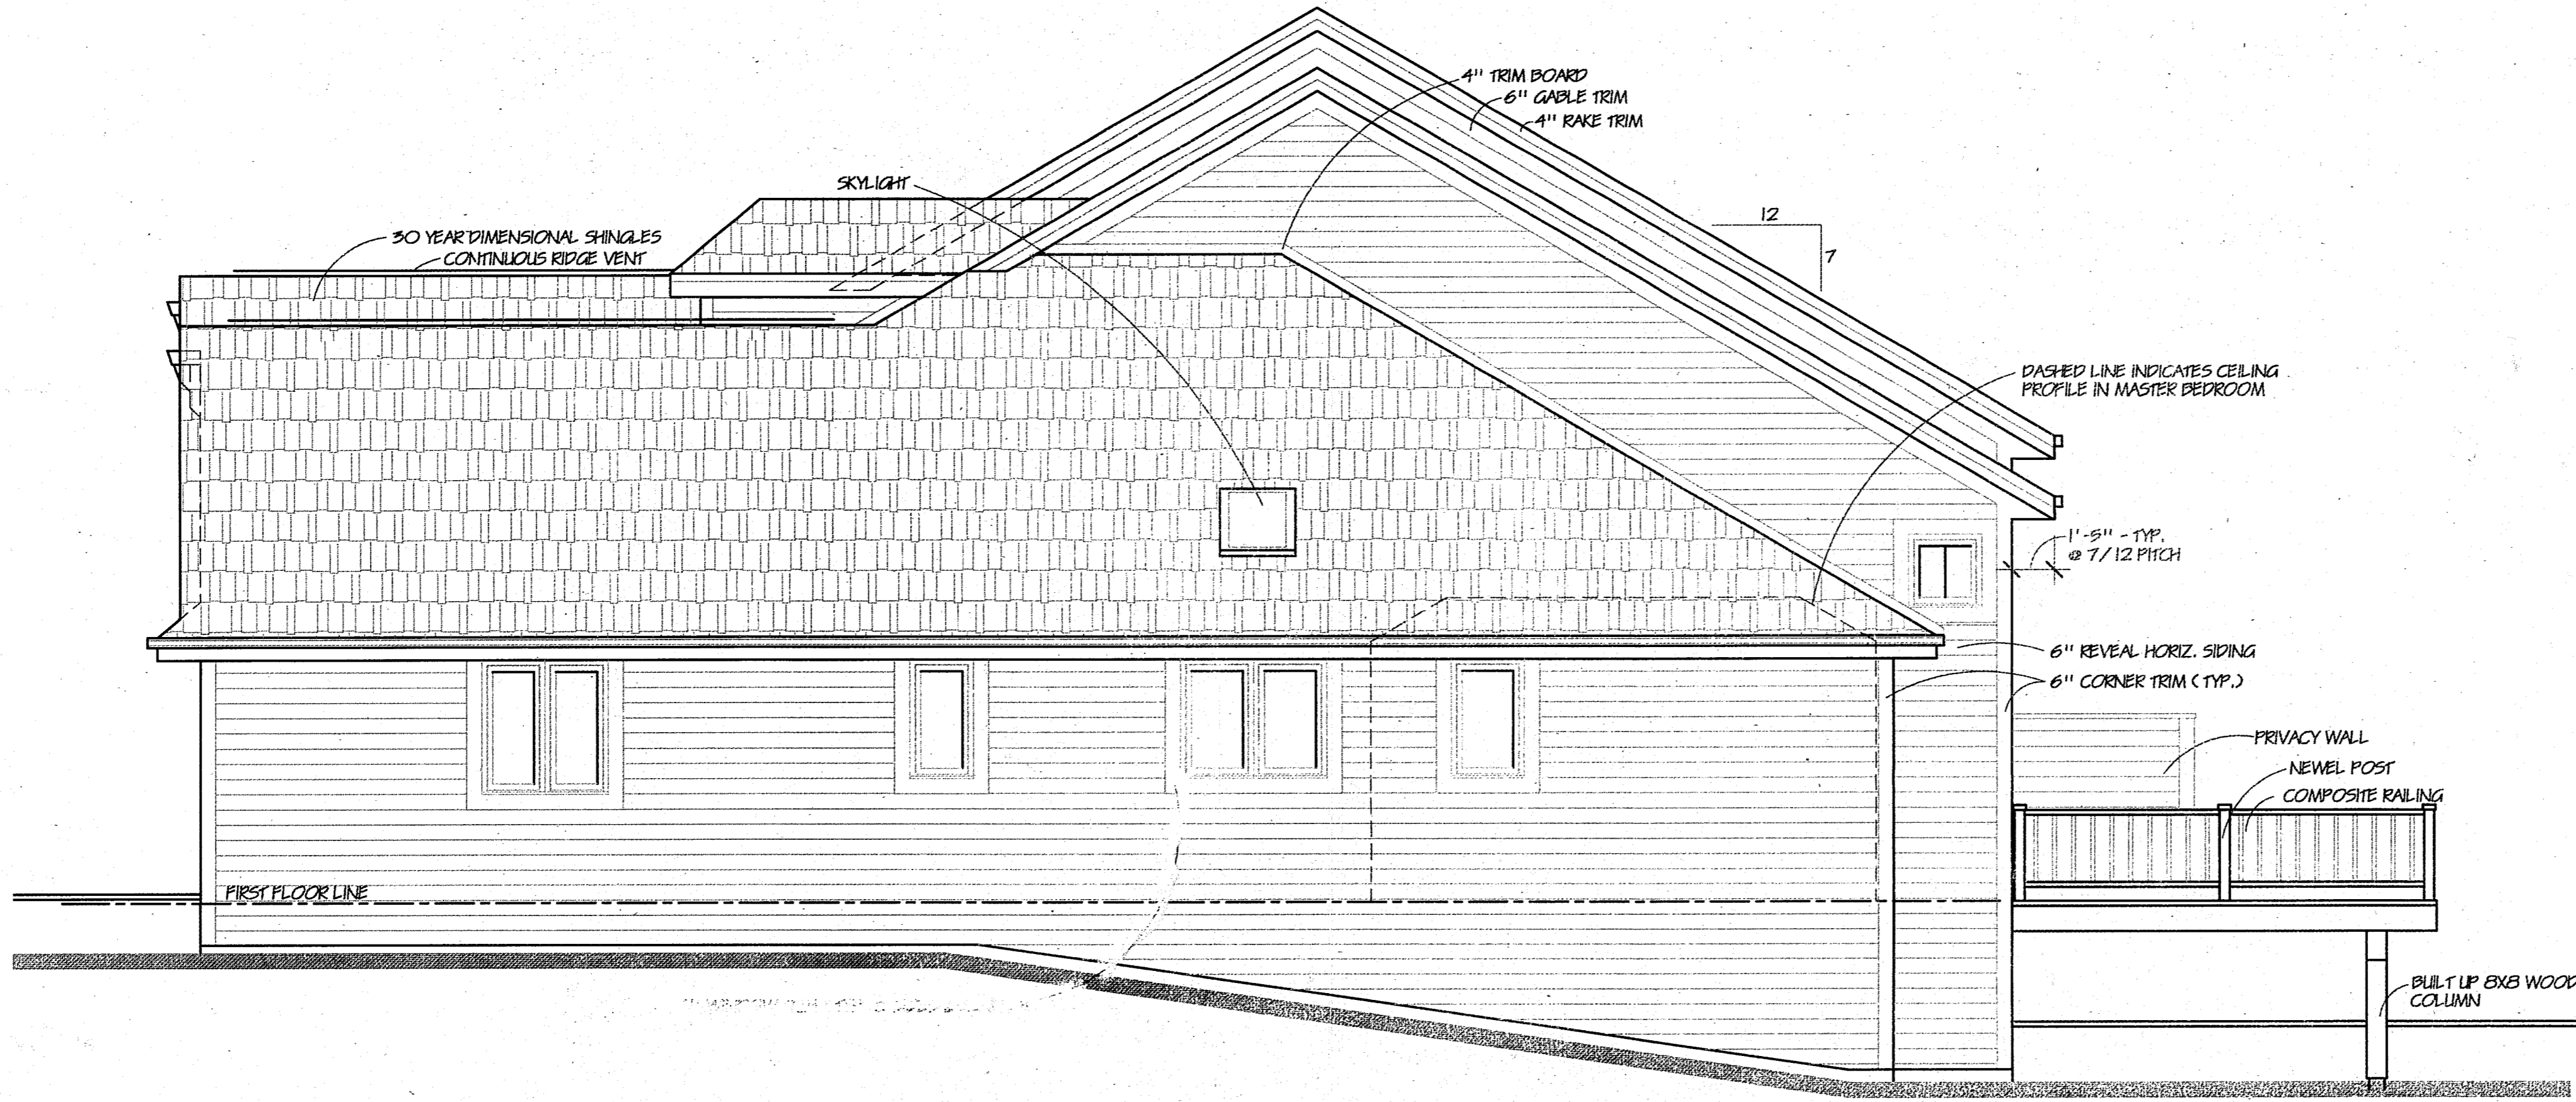 4" TRIM BOARD
6" GABLE TRIM
4" RAKE TRIM
SKYLIGHT
12
7
30 YEAR DIMENSIONAL SHINGLES
CONTINUOUS RIDGE VENT
DASHED LINE INDICATES CEILING
PROFILE IN MASTER BEDROOM
1'-5" - TYP.
@ 7/12 PITCH
6" REVEAL HORIZ. SIDING
6" CORNER TRIM (TYP.)
PRIVACY WALL
NEWEL POST
COMPOSITE RAILING
FIRST FLOOR LINE
BUILT UP 8X8 WOOD
COLUMN